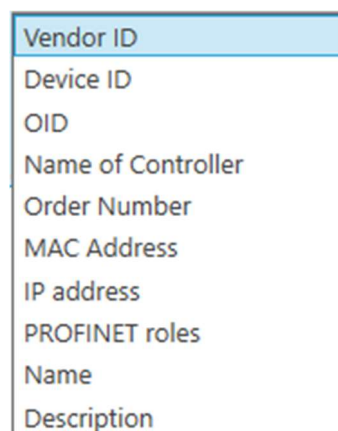 Vendor ID
Device ID
OID
Name of Controller
Order Number
MAC Address
IP address
PROFINET roles
Name
Description